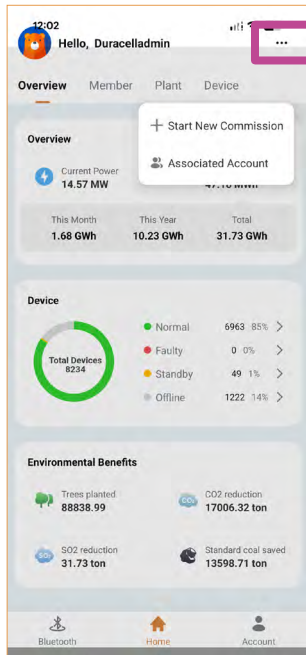 12:02
Hello, Duracelladmin
...
Overview Member Plant Device
+ Start New Commission
Associated Account
Overview
Current Power
14.57 MW
This Month This Year Total
1.68 GWh 10.23 GWh 31.73 GWh
Device
Total Devices
8234
Normal 6963 85% >
Faulty 0 0% >
Standby 49 1% >
Offline 1222 14% >
Environmental Benefits
Trees planted
88838.99
CO2 reduction
17006.32 ton
SO2 reduction
31.73 ton
Standard coal saved
13598.71 ton
Bluetooth Home Account